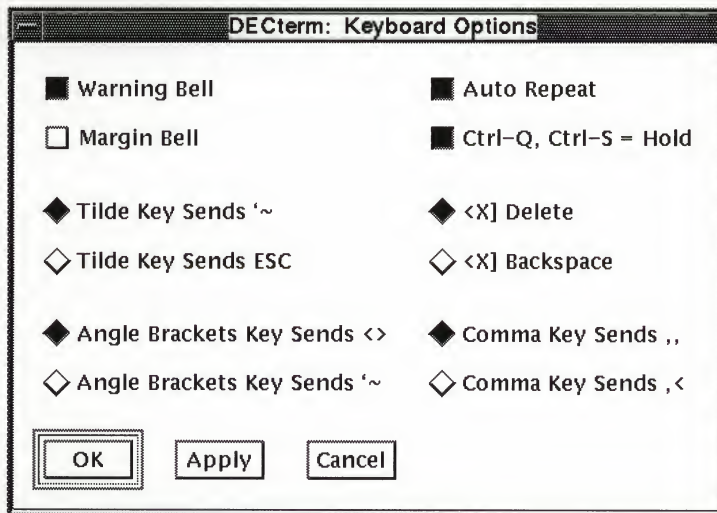 DECterm: Keyboard Options
Warning Bell
Auto Repeat
Margin Bell
Ctrl-Q, Ctrl-S = Hold
Tilde Key Sends ‘~
<X] Delete
Tilde Key Sends ESC
<X] Backspace
Angle Brackets Key Sends <>
Comma Key Sends ,,
Angle Brackets Key Sends ‘~
Comma Key Sends ,<
OK
Apply
Cancel